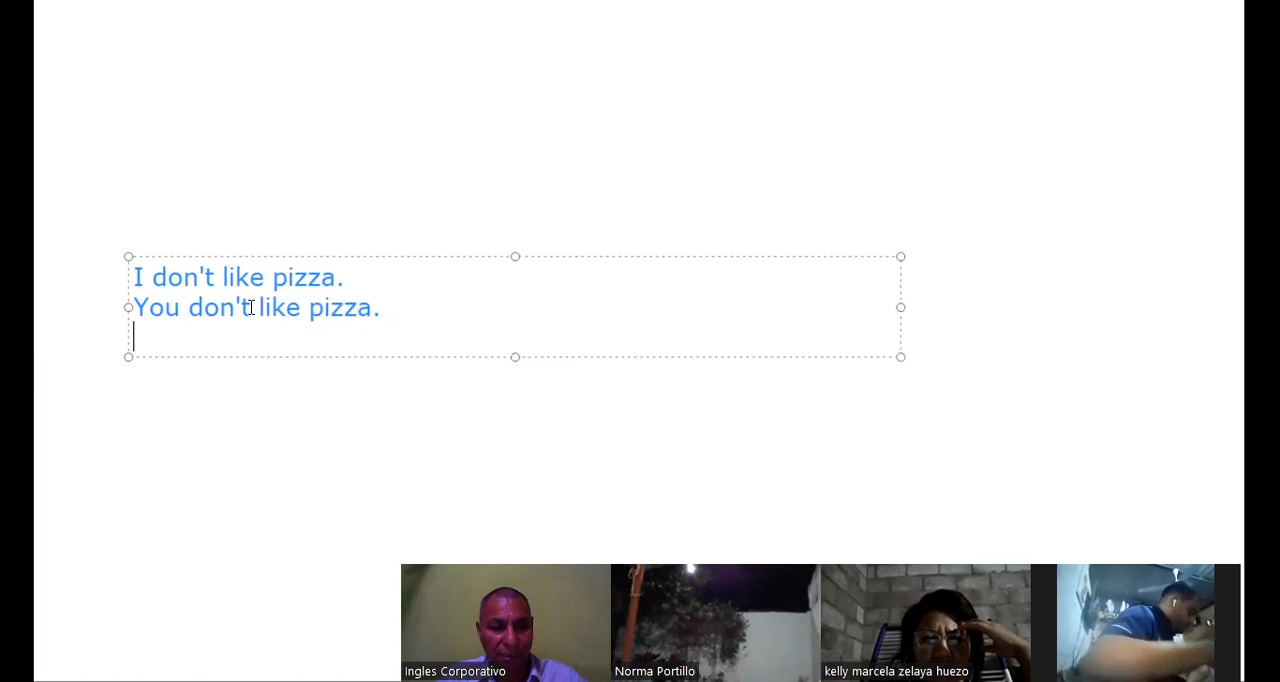 I don't like pizza.
You don't like pizza.
Ingles Corporativo
Norma Portillo
kelly marcela zelaya huezo